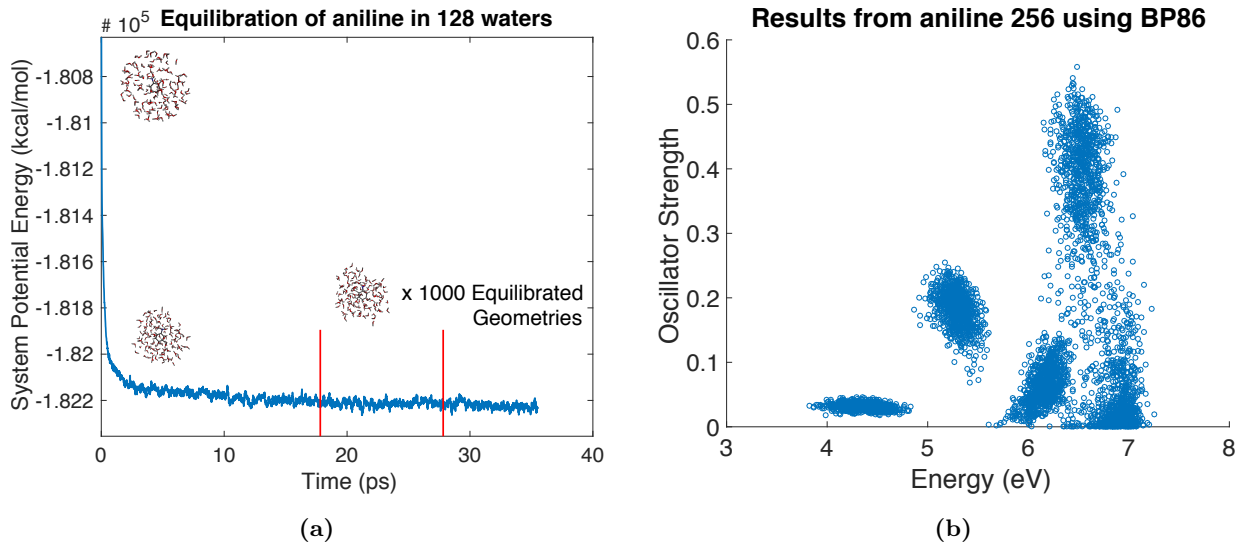 # 10^5
Equilibration of aniline in 128 waters
System Potential Energy (kcal/mol)
-1.808
-1.81
-1.812
-1.814
-1.816
-1.818
-1.82
-1.822
x 1000 Equilibrated
Geometries
0
10
20
30
40
Time (ps)
(a)
Results from aniline 256 using BP86
Oscillator Strength
0.6
0.5
0.4
0.3
0.2
0.1
0
3
4
5
6
7
8
Energy (eV)
(b)